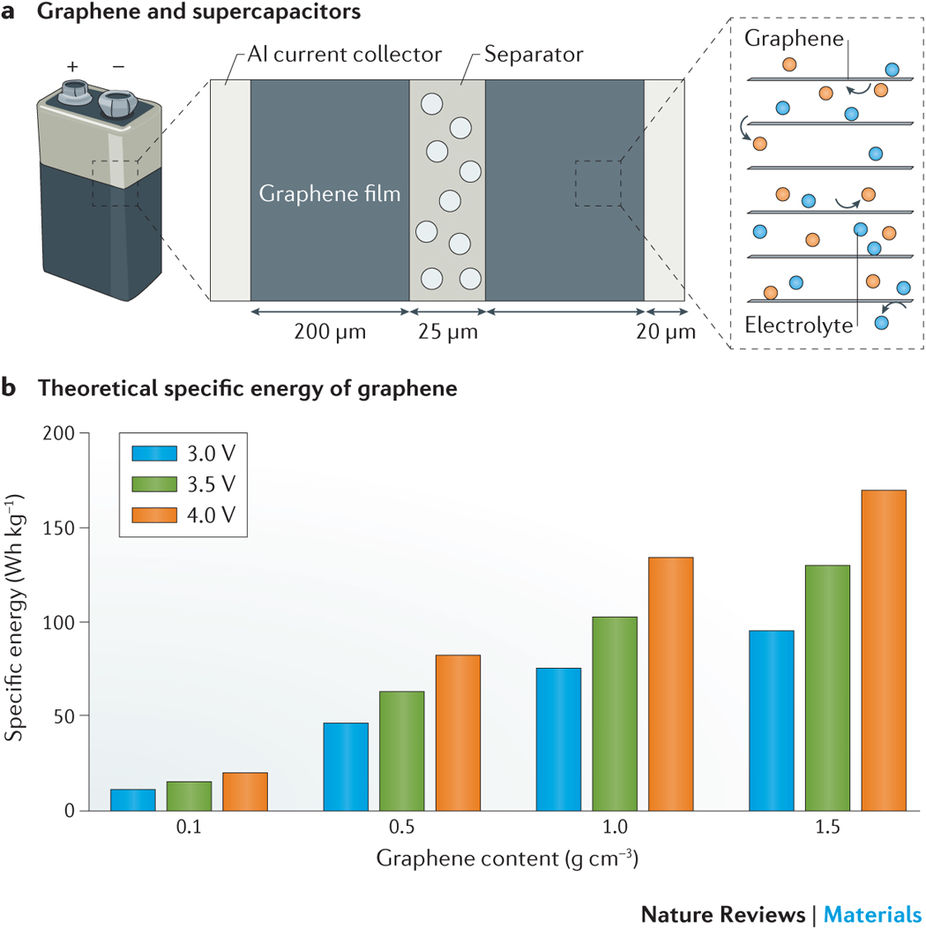 a Graphene and supercapacitors
+ −
Al current collector
Separator
Graphene
Graphene film
Electrolyte
200 µm
25 µm
20 µm
b Theoretical specific energy of graphene
Specific energy (Wh kg⁻¹)
200
150
100
50
0
3.0 V
3.5 V
4.0 V
0.1 0.5 1.0 1.5
Graphene content (g cm⁻³)
Nature Reviews | Materials